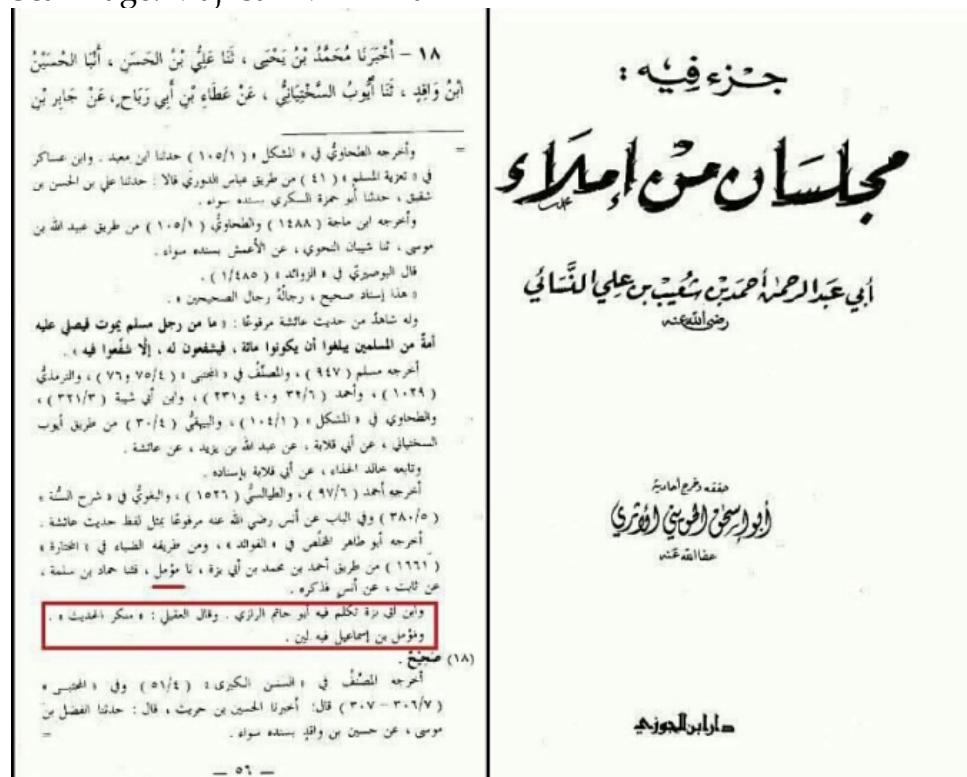 جزء فيه :
مجلسان من إملاء
أبي عبد الرحمن أحمد بن شعيب بن علي النسائي
رضي الله عنه
حققه وخرج أحاديثه
أبو إسحق الحويني الأثري
عفا الله عنه
دار ابن الجوزي
١٨ – أَخْبَرَنَا مُحَمَّدُ بْنُ يَحْيَى ، ثَنَا عَلِيُّ بْنُ الحَسَنِ ، أَنْبَا الحُسَيْنُ
ابْنُ وَاقِدٍ ، ثَنَا أَيُّوبُ السَّخْتِيَانِيُّ ، عَنْ عَطَاءِ بْنِ أَبِي رَبَاحٍ، عَنْ جَابِرِ بْنِ
= وأخرجه الطحاويُّ في « المشكل » ( ١٠٥/١ ) حدثنا ابن معبد . وابن عساكر
في « تعزية المسلم » ( ٤١ ) من طريق عباس الدوريِّ قالا : حدثنا علي بن الحسن بن
شقيق ، حدثنا أبو حمزة السكري بسنده سواء .
وأخرجه ابن ماجة ( ١٤٨٨ ) والطحاويُّ ( ١٠٥/١ ) من طريق عبيد الله بن
موسى ، ثنا شيبان النحوي ، عن الأعمش بسنده سواء .
قال البوصيريُّ في « الزوائد » ( ١/٤٨٥ ) .
« هذا إسناد صحيح ، رجالُهُ رجال الصحيحين » .
وله شاهدٌ من حديث عائشة مرفوعًا : « ما من رجل مسلم يموت فيصلي عليه
أمةٌ من المسلمين يبلغوا أن يكونوا مائة ، فيشفعون له ، إلَّا شُفِّعوا فيه » .
أخرجه مسلم ( ٩٤٧ ) ، والمصنِّفُ في « المجتبى » ( ٧٥/٤ و ٧٦ ) ، والترمذيُّ
( ١٠٢٩ ) ، وأحمد ( ٣٢/٦ و ٤٠ و ٢٣١ ) ، وابن أبي شيبة ( ٣٢١/٣ ) ،
والطحاوي في « المشكل » ( ١٠٤/١ ) ، والبيهقيُّ ( ٣٠/٤ ) من طريق أيوب
السختياني ، عن أبي قلابة ، عن عبد الله بن يزيد ، عن عائشة .
وتابعه خالد الحذاء ، عن أبي قلابة بإسناده .
أخرجه أحمد ( ٩٧/٦ ) ، والطيالسيُّ ( ١٥٢٦ ) ، والبغويُّ في « شرح السُّنة »
( ٣٨٠/٥ ) وفي الباب عن أنس رضي الله عنه مرفوعًا بمثل لفظ حديث عائشة .
أخرجه أبو طاهر المخلِّص في « الفوائد » ، ومن طريقه الضياء في « المختارة »
( ١٦٦١ ) من طريق أحمد بن محمد بن أبي بزة ، نا مؤمل ، فثنا حماد بن سلمة ،
عن ثابت ، عن أنسٍ فذكره .
وابن أبي بزة تكلَّم فيه أبو حاتم الرازي . وقال العقيلي : « منكر الحديث » .
ومؤمل بن إسماعيل فيه لين .
(١٨) صَحِيْحٌ .
أخرجه المصنِّفُ في « السنن الكبرى » ( ٥١/٤ ) وفي « المجتبى »
( ٣٠٦/٧ – ٣٠٧ ) قال: أخبرنا الحسين بن حريث ، قال : حدثنا الفضل بن
موسى ، عن حسين بن واقدٍ بسنده سواء .
=
— ٥٦ —